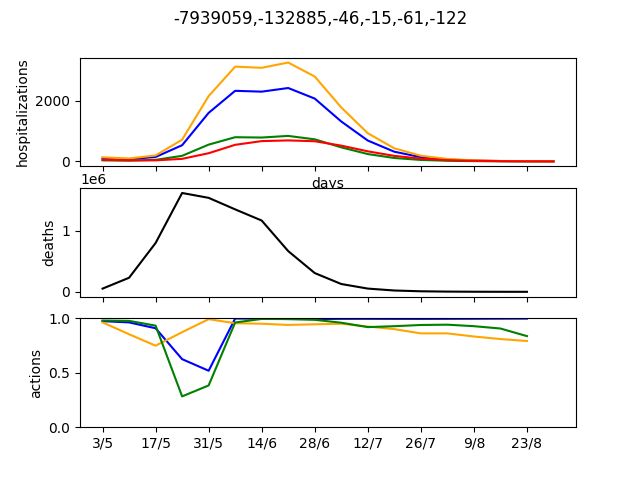 -7939059,-132885,-46,-15,-61,-122
hospitalizations
2000
0
days
1e6
deaths
1
0
actions
1.0
0.5
0.0
3/5 17/5 31/5 14/6 28/6 12/7 26/7 9/8 23/8